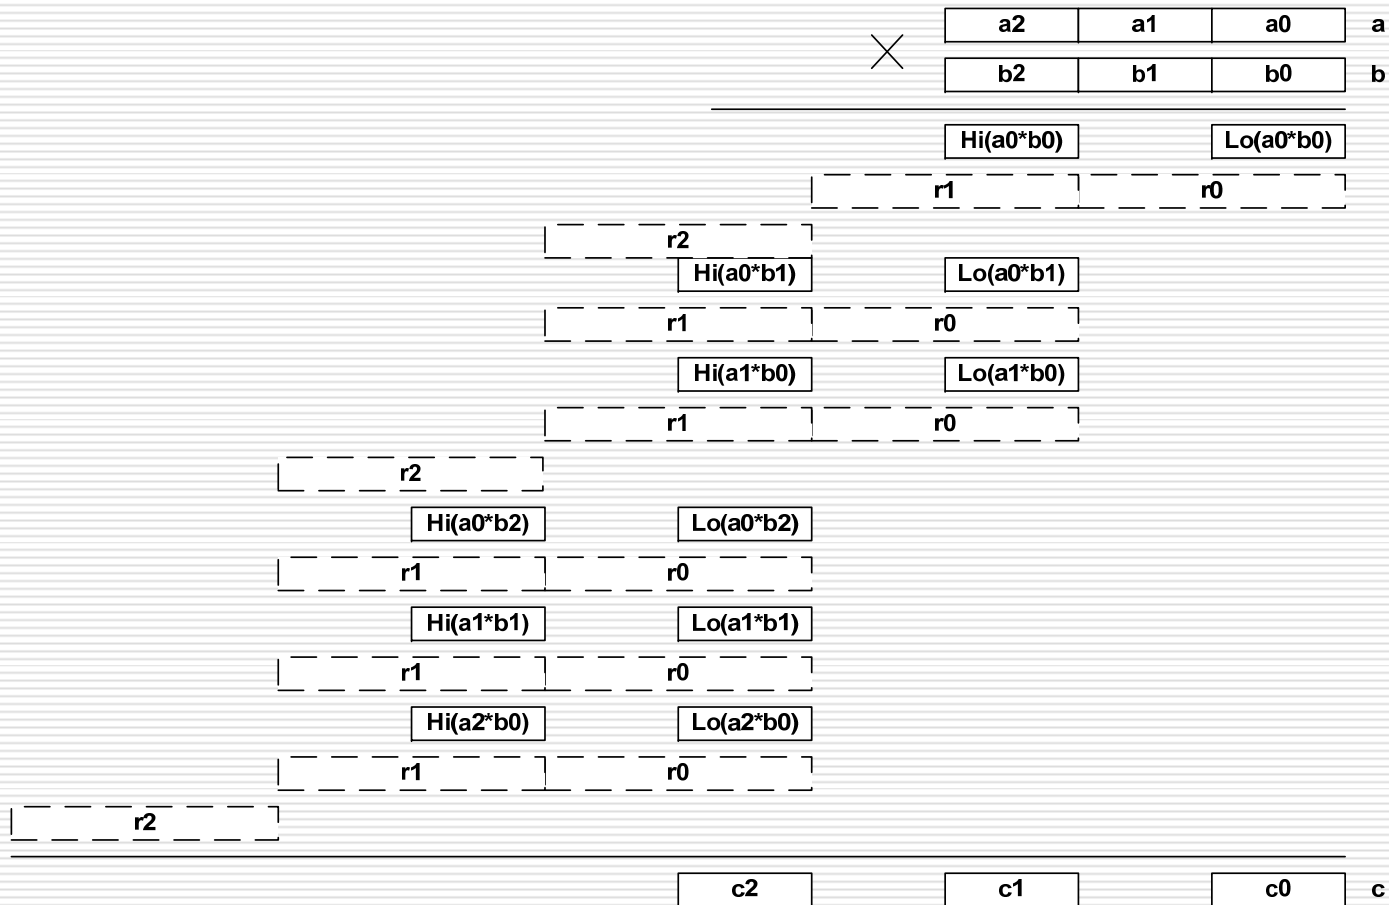 a2 a1 a0 a
b2 b1 b0 b
Hi(a0*b0) Lo(a0*b0)
r1 r0
r2
Hi(a0*b1) Lo(a0*b1)
r1 r0
Hi(a1*b0) Lo(a1*b0)
r1 r0
r2
Hi(a0*b2) Lo(a0*b2)
r1 r0
Hi(a1*b1) Lo(a1*b1)
r1 r0
Hi(a2*b0) Lo(a2*b0)
r1 r0
r2
c2 c1 c0 c